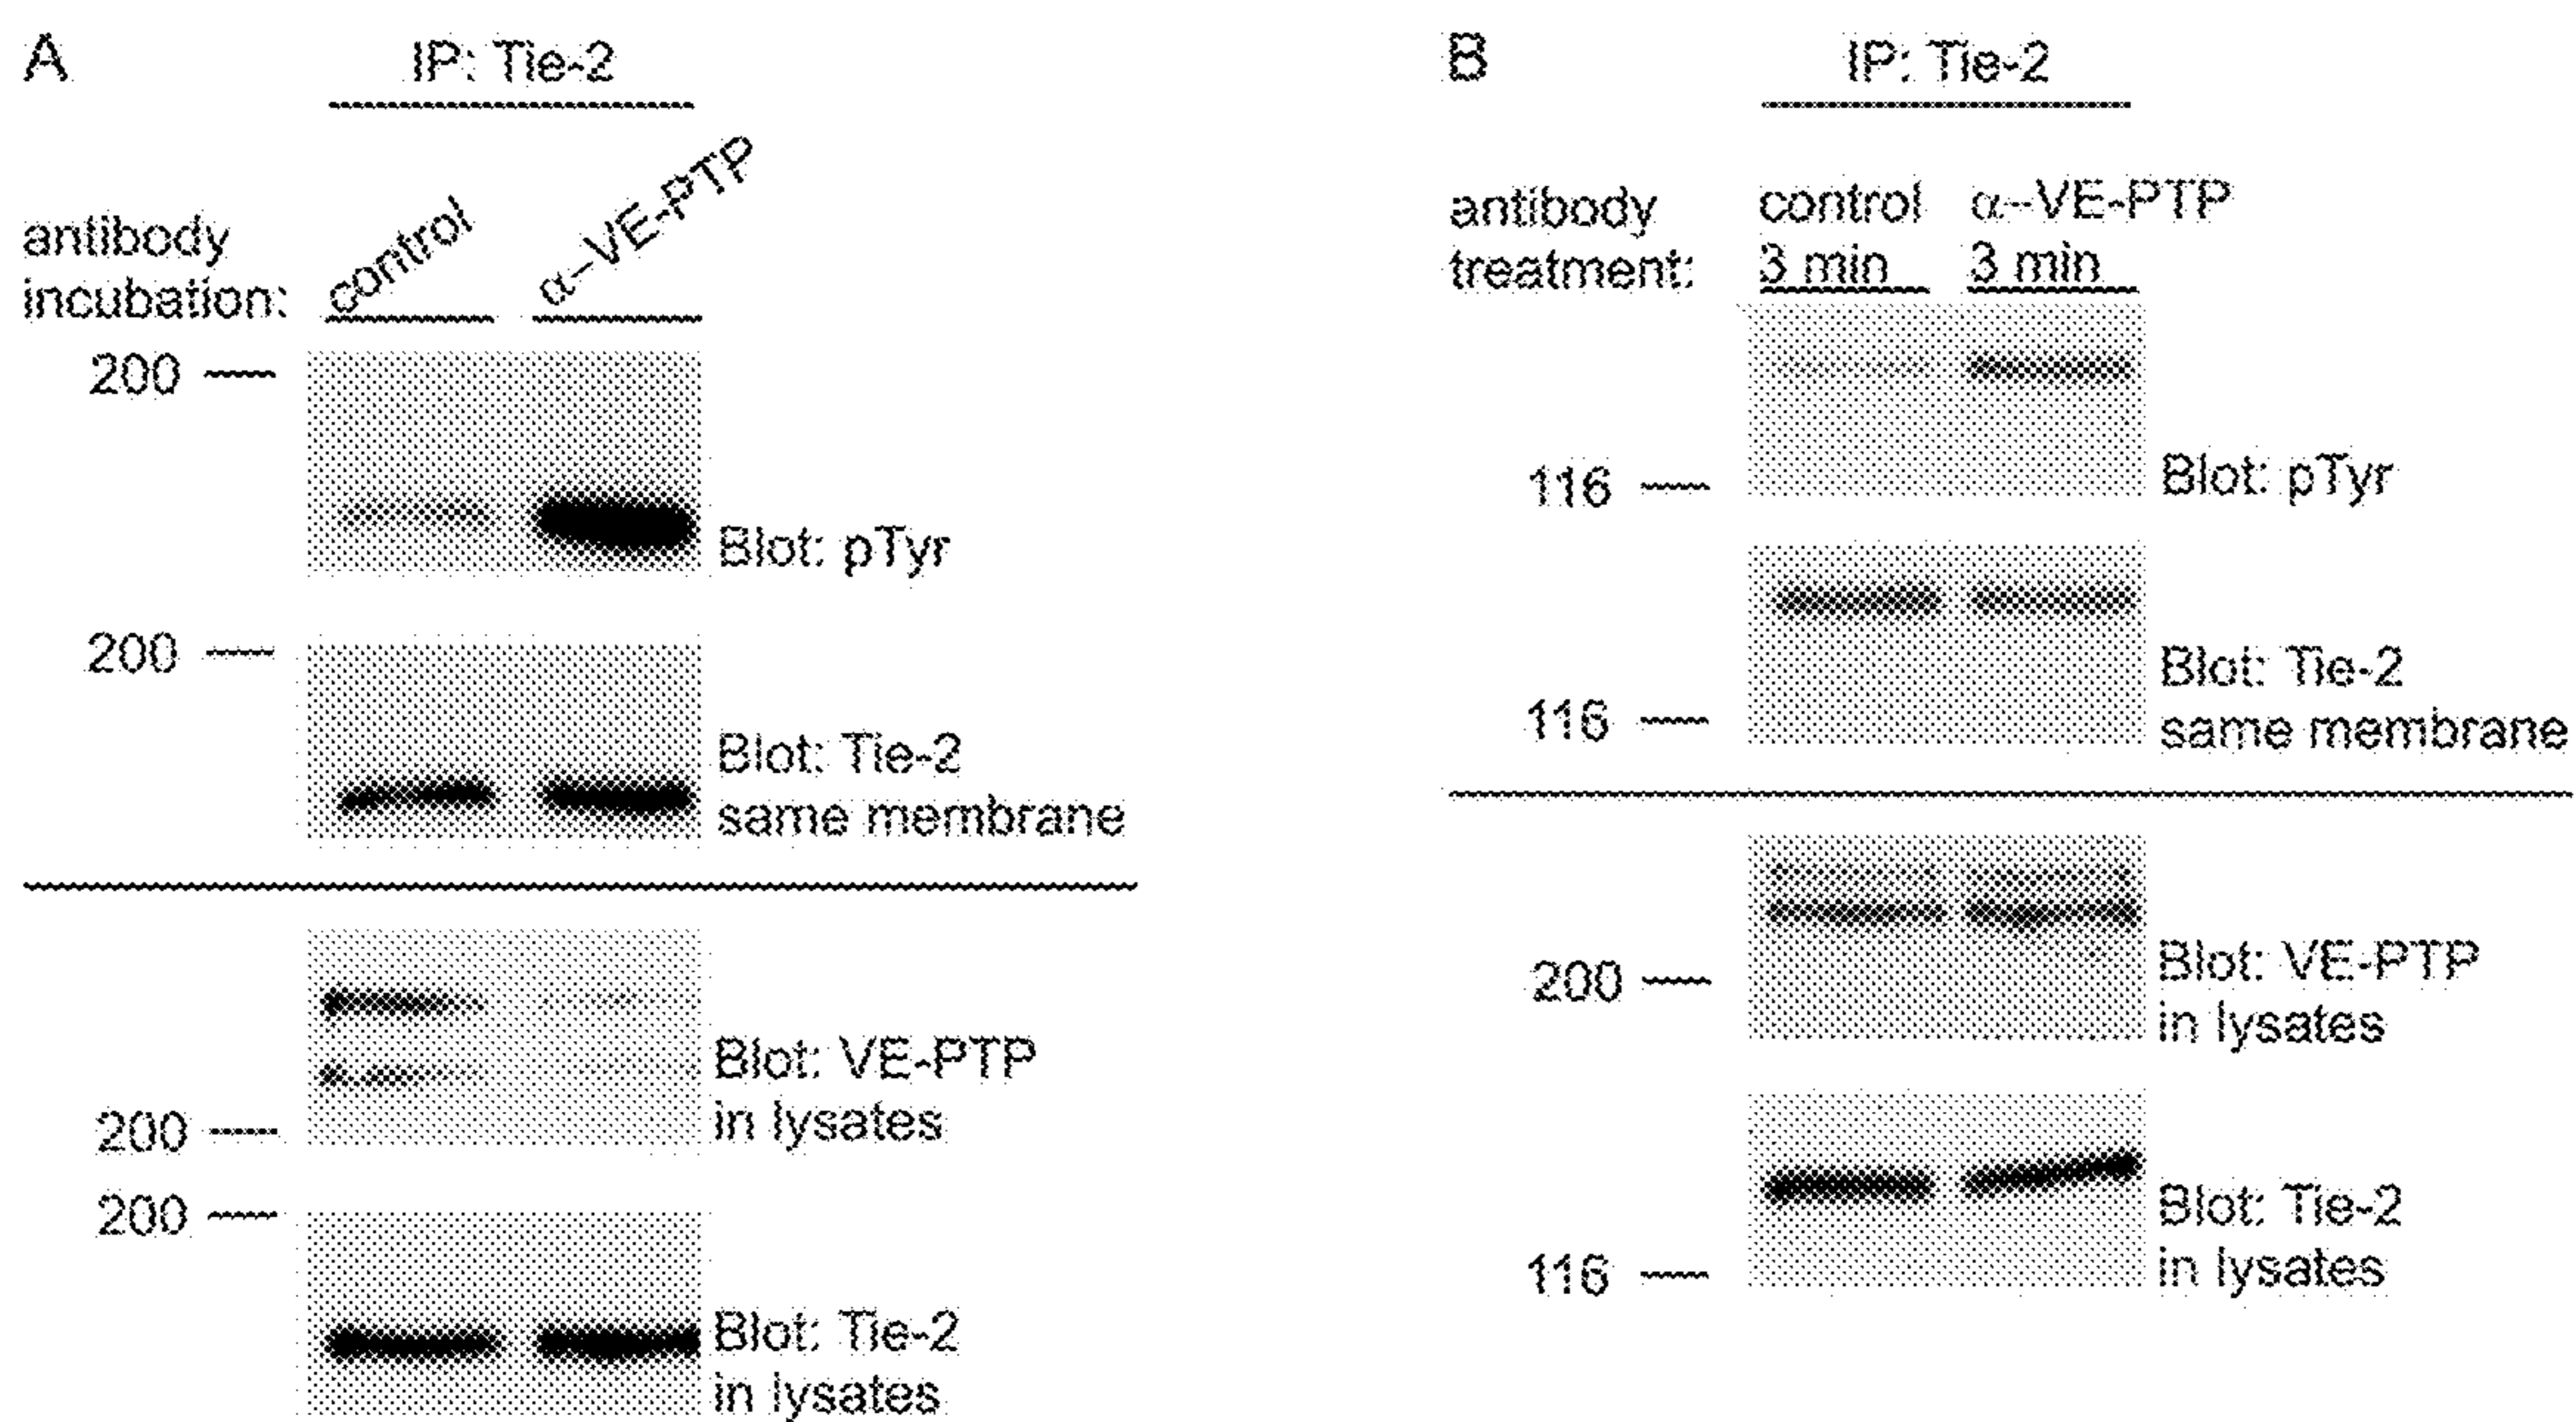 A
IP: Tie-2
antibody
incubation:
control
α-VE-PTP
200
Blot: pTyr
200
Blot: Tie-2
same membrane
Blot: VE-PTP
200
in lysates
200
Blot: Tie-2
in lysates
B
IP: Tie-2
antibody
treatment:
control
3 min
α-VE-PTP
3 min
116
Blot: pTyr
Blot: Tie-2
116
same membrane
200
Blot: VE-PTP
in lysates
Blot: Tie-2
116
in lysates